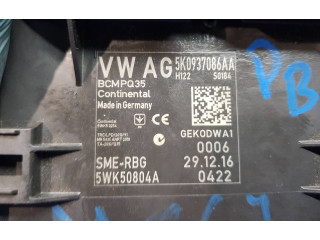 VW AG 5K0937086AA
BCMPQ35 H122 S0184
Continental
Made in Germany
Continental
GEKODWA1
0006
SME-RBG 29.12.16
5WK50804A 0422
PB